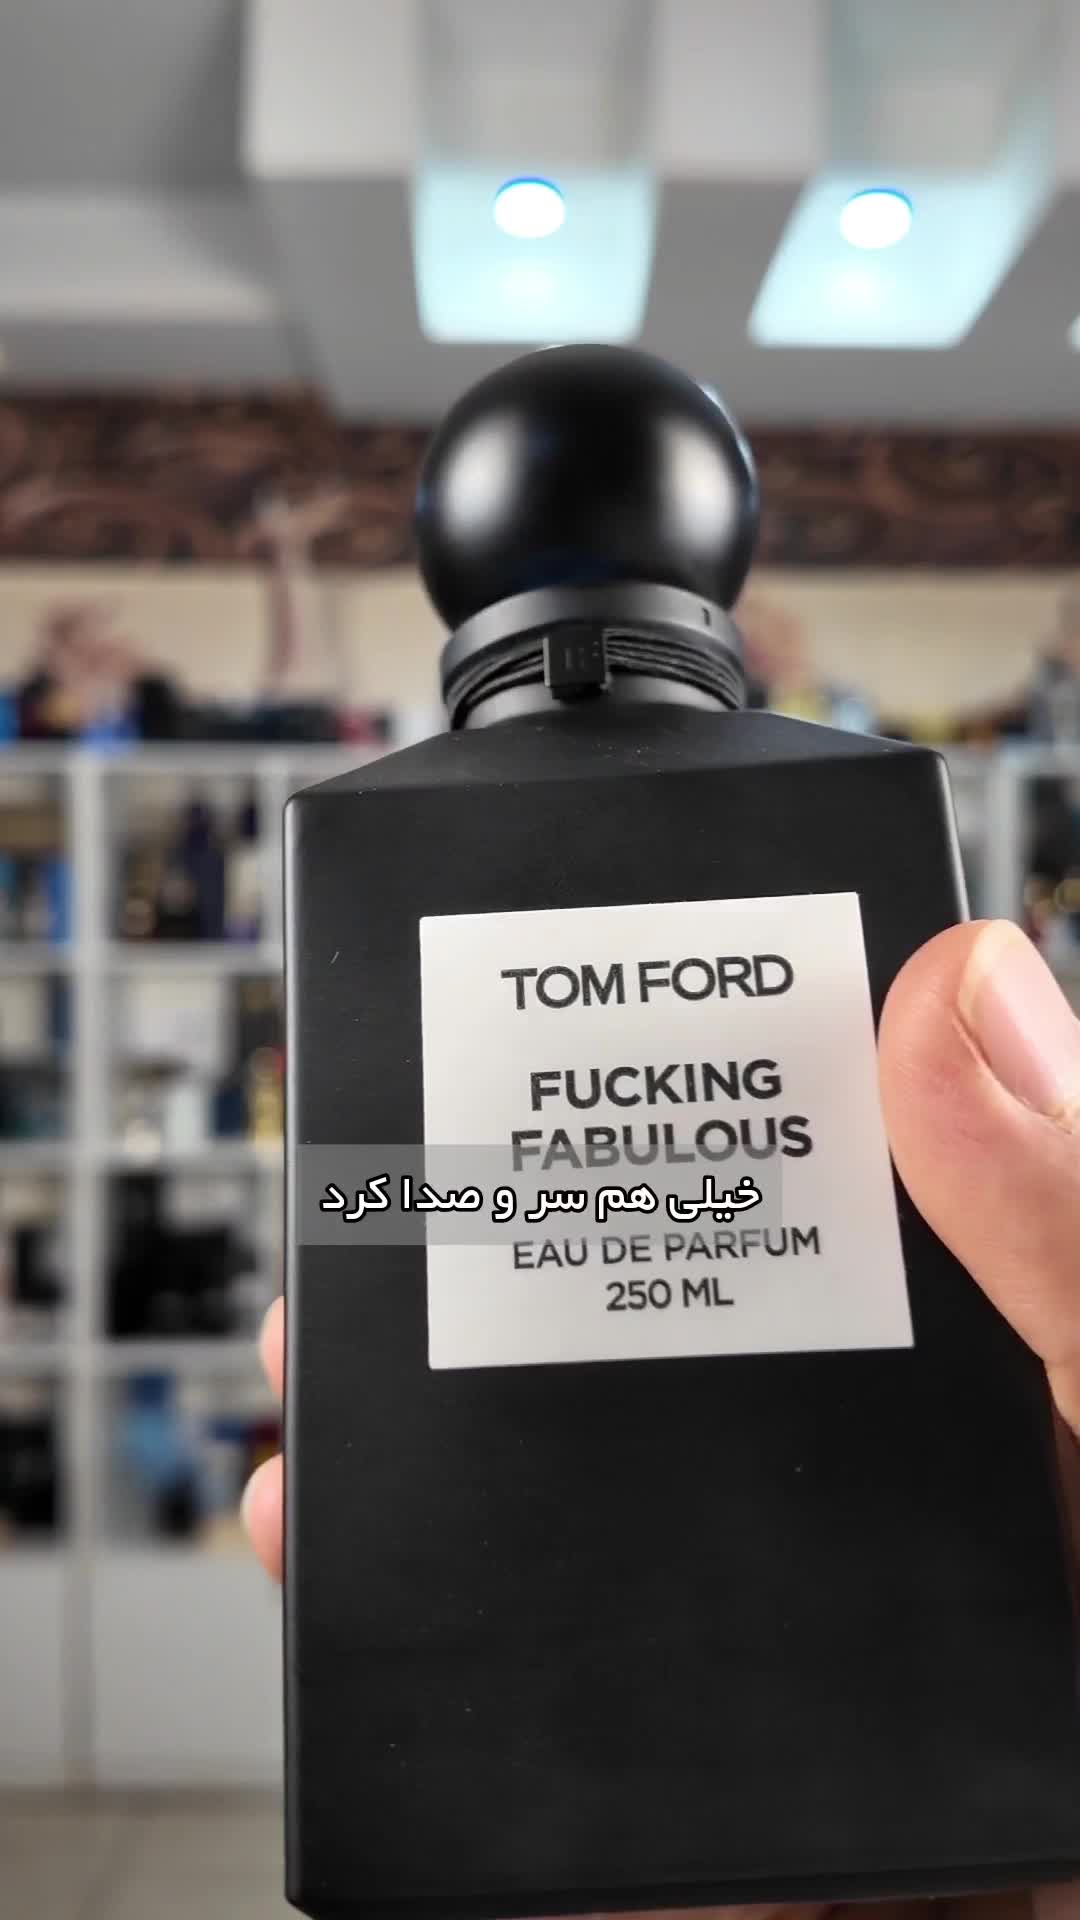 TOM FORD
FUCKING
FABULOUS
خیلی هم سر و صدا کرد
EAU DE PARFUM
250 ML